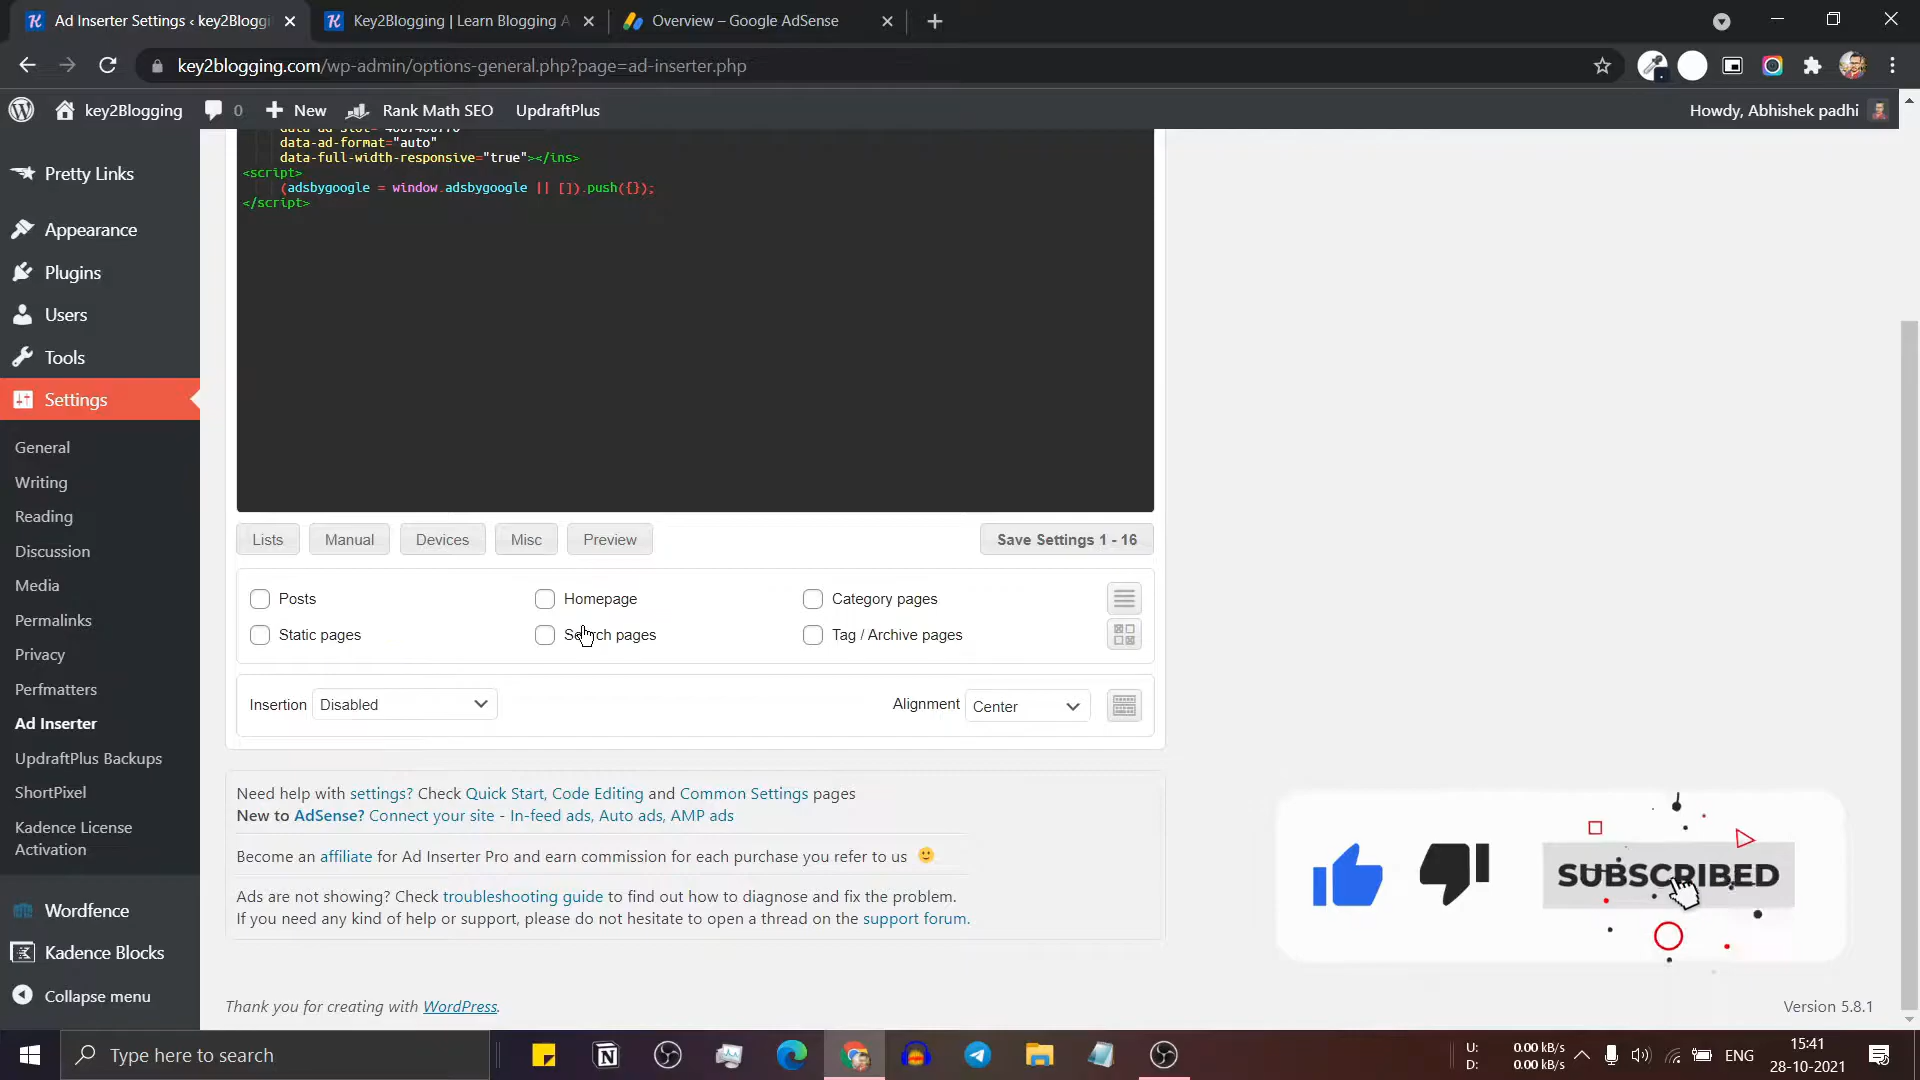 Ad Inserter Settings ‹ key2Bloggi
Key2Blogging | Learn Blogging A
Overview – Google AdSense
key2blogging.com/wp-admin/options-general.php?page=ad-inserter.php
key2Blogging
0
New
Rank Math SEO
UpdraftPlus
Howdy, Abhishek padhi
Pretty Links
Appearance
Plugins
Users
Tools
Settings
General
Writing
Reading
Discussion
Media
Permalinks
Privacy
Perfmatters
Ad Inserter
UpdraftPlus Backups
ShortPixel
Kadence License
Activation
Wordfence
Kadence Blocks
Collapse menu
data-ad-format="auto"
data-full-width-responsive="true"></ins>
<script>
(adsbygoogle = window.adsbygoogle || []).push({});
</script>
Lists
Manual
Devices
Misc
Preview
Save Settings 1 - 16
Posts
Homepage
Category pages
Static pages
Search pages
Tag / Archive pages
Insertion
Disabled
Alignment
Center
Need help with settings? Check Quick Start, Code Editing and Common Settings pages
New to AdSense? Connect your site - In-feed ads, Auto ads, AMP ads
Become an affiliate for Ad Inserter Pro and earn commission for each purchase you refer to us
Ads are not showing? Check troubleshooting guide to find out how to diagnose and fix the problem.
If you need any kind of help or support, please do not hesitate to open a thread on the support forum.
SUBSCRIBED
Thank you for creating with WordPress.
Version 5.8.1
Type here to search
U: 0.00 kB/s
D: 0.00 kB/s
ENG
15:41
28-10-2021